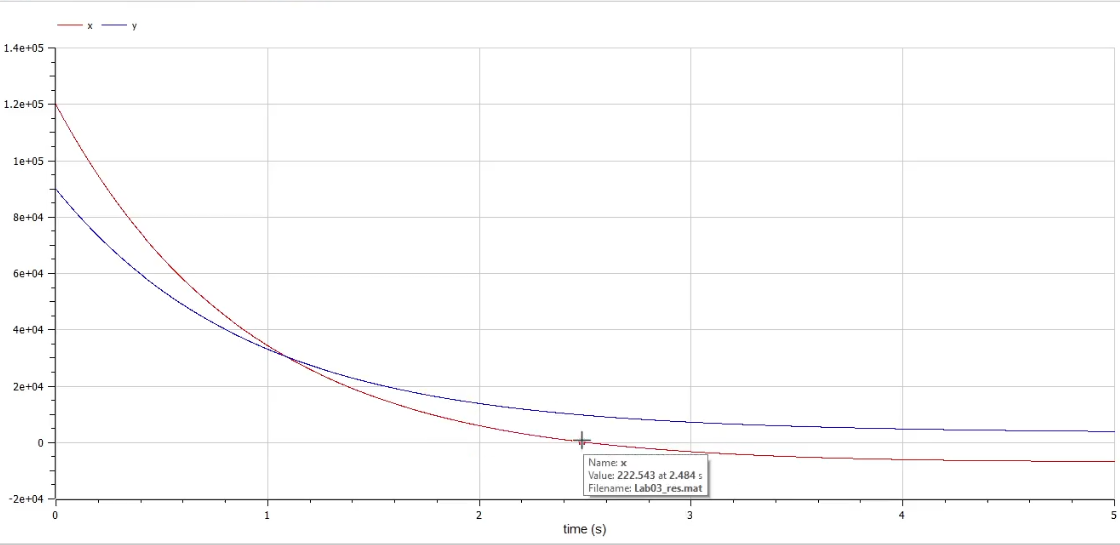 x y
1.4e+05
1.2e+05
1e+05
8e+04
6e+04
4e+04
2e+04
0
-2e+04
Name: x
Value: 222.543 at 2.484 s
Filename: Lab03_res.mat
0 1 2 3 4 5
time (s)